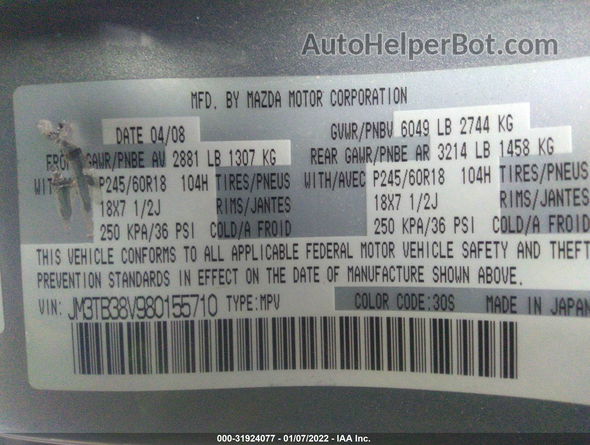 AutoHelperBot.com
MFD. BY MAZDA MOTOR CORPORATION
DATE 04/08 GVWR/PNBV 6049 LB 2744 KG
FRONT GAWR/PNBE AV 2881 LB 1307 KG REAR GAWR/PNBE AR 3214 LB 1458 KG
P245/60R18 104H TIRES/PNEUS WITH/AVEC P245/60R18 104H TIRES/PNEUS
18X7 1/2J RIMS/JANTES 18X7 1/2J RIMS/JANTES
250 KPA/36 PSI COLD/A FROID 250 KPA/36 PSI COLD/A FROID
THIS VEHICLE CONFORMS TO ALL APPLICABLE FEDERAL MOTOR VEHICLE SAFETY AND THEFT
PREVENTION STANDARDS IN EFFECT ON THE DATE OF MANUFACTURE SHOWN ABOVE.
VIN: JM3TB38V980155710 TYPE:MPV COLOR CODE:30S MADE IN JAPAN
000-31924077 - 01/07/2022 - IAA Inc.